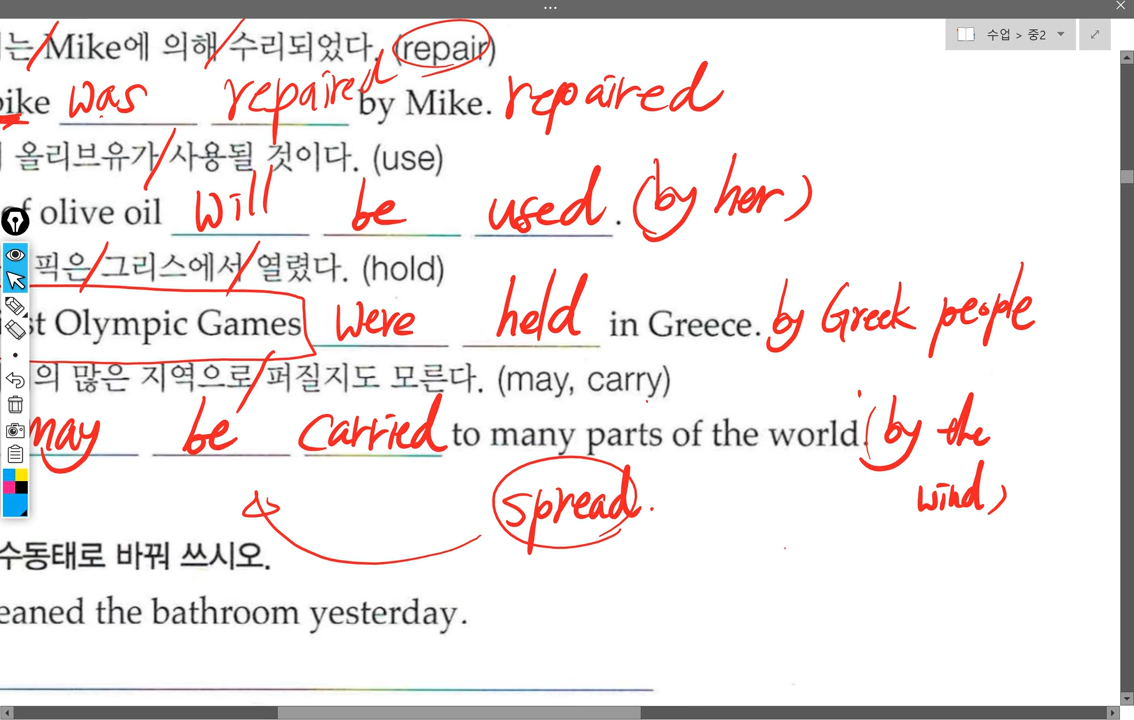 수업 > 중2
는 Mike에 의해 수리되었다. (repair)
bike was repaired by Mike. repaired
올리브유가 사용될 것이다. (use)
of olive oil will be used. (by her)
픽은 그리스에서 열렸다. (hold)
st Olympic Games were held in Greece. by Greek people
의 많은 지역으로 퍼질지도 모른다. (may, carry)
may be carried to many parts of the world. (by the
wind)
spread.
수동태로 바꿔 쓰시오.
eaned the bathroom yesterday.